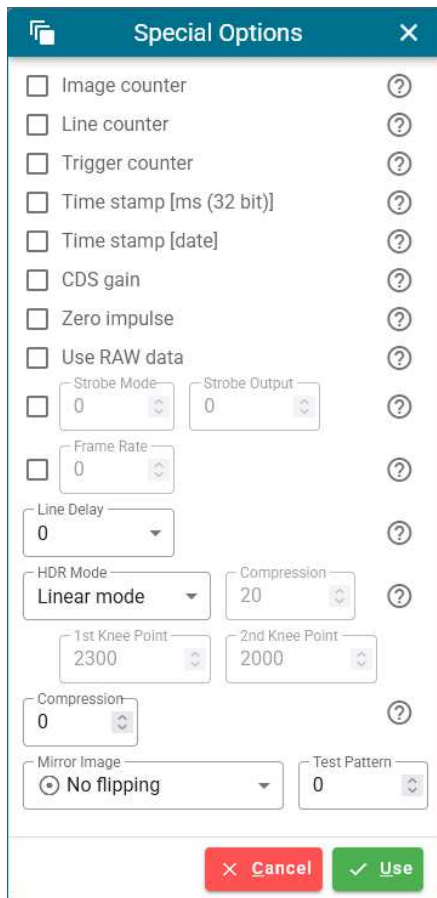 Special Options
Image counter
Line counter
Trigger counter
Time stamp [ms (32 bit)]
Time stamp [date]
CDS gain
Zero impulse
Use RAW data
Strobe Mode Strobe Output
0 0
Frame Rate
0
Line Delay
0
HDR Mode Compression
Linear mode 20
1st Knee Point 2nd Knee Point
2300 2000
Compression
0
Mirror Image Test Pattern
No flipping 0
Cancel Use